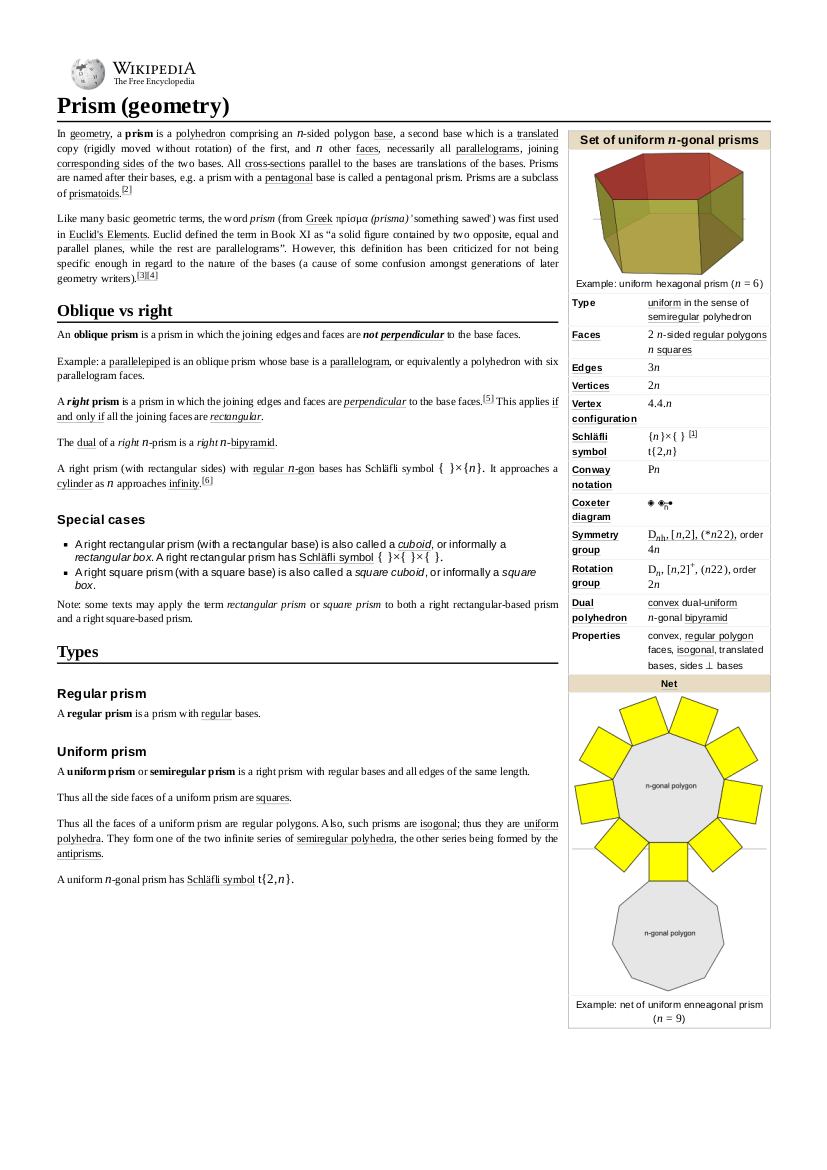 WIKIPEDIA
The Free Encyclopedia
Prism (geometry)
In geometry, a prism is a polyhedron comprising an n-sided polygon base, a second base which is a translated
copy (rigidly moved without rotation) of the first, and n other faces, necessarily all parallelograms, joining
corresponding sides of the two bases. All cross-sections parallel to the bases are translations of the bases. Prisms
are named after their bases, e.g. a prism with a pentagonal base is called a pentagonal prism. Prisms are a subclass
of prismatoids.[2]
Like many basic geometric terms, the word prism (from Greek πρίσμα (prisma) 'something sawed') was first used
in Euclid's Elements. Euclid defined the term in Book XI as “a solid figure contained by two opposite, equal and
parallel planes, while the rest are parallelograms”. However, this definition has been criticized for not being
specific enough in regard to the nature of the bases (a cause of some confusion amongst generations of later
geometry writers).[3][4]
Oblique vs right
An oblique prism is a prism in which the joining edges and faces are not perpendicular to the base faces.
Example: a parallelepiped is an oblique prism whose base is a parallelogram, or equivalently a polyhedron with six
parallelogram faces.
A right prism is a prism in which the joining edges and faces are perpendicular to the base faces.[5] This applies if
and only if all the joining faces are rectangular.
The dual of a right n-prism is a right n-bipyramid.
A right prism (with rectangular sides) with regular n-gon bases has Schläfli symbol { }×{n}. It approaches a
cylinder as n approaches infinity.[6]
Special cases
▪ A right rectangular prism (with a rectangular base) is also called a cuboid, or informally a
rectangular box. A right rectangular prism has Schläfli symbol { }×{ }×{ }.
▪ A right square prism (with a square base) is also called a square cuboid, or informally a square
box.
Note: some texts may apply the term rectangular prism or square prism to both a right rectangular-based prism
and a right square-based prism.
Types
Regular prism
A regular prism is a prism with regular bases.
Uniform prism
A uniform prism or semiregular prism is a right prism with regular bases and all edges of the same length.
Thus all the side faces of a uniform prism are squares.
Thus all the faces of a uniform prism are regular polygons. Also, such prisms are isogonal; thus they are uniform
polyhedra. They form one of the two infinite series of semiregular polyhedra, the other series being formed by the
antiprisms.
A uniform n-gonal prism has Schläfli symbol t{2,n}.
Set of uniform n-gonal prisms
Example: uniform hexagonal prism (n = 6)
Type uniform in the sense of
semiregular polyhedron
Faces 2 n-sided regular polygons
n squares
Edges 3n
Vertices 2n
Vertex 4.4.n
configuration
Schläfli {n}×{ } [1]
symbol t{2,n}
Conway Pn
notation
Coxeter n
diagram
Symmetry Dnh, [n,2], (*n22), order
group 4n
Rotation Dn, [n,2]+, (n22), order
group 2n
Dual convex dual-uniform
polyhedron n-gonal bipyramid
Properties convex, regular polygon
faces, isogonal, translated
bases, sides ⊥ bases
Net
n-gonal polygon
n-gonal polygon
Example: net of uniform enneagonal prism
(n = 9)